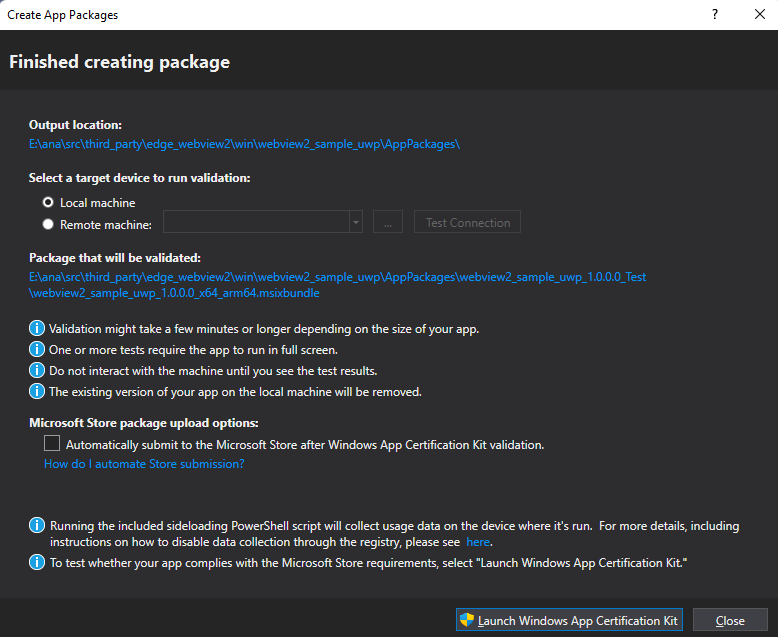 Create App Packages
?
Finished creating package
Output location:
E:\ana\src\third_party\edge_webview2\win\webview2_sample_uwp\AppPackages\
Select a target device to run validation:
Local machine
Remote machine:
...
Test Connection
Package that will be validated:
E:\ana\src\third_party\edge_webview2\win\webview2_sample_uwp\AppPackages\webview2_sample_uwp_1.0.0.0_Test
\webview2_sample_uwp_1.0.0.0_x64_arm64.msixbundle
Validation might take a few minutes or longer depending on the size of your app.
One or more tests require the app to run in full screen.
Do not interact with the machine until you see the test results.
The existing version of your app on the local machine will be removed.
Microsoft Store package upload options:
Automatically submit to the Microsoft Store after Windows App Certification Kit validation.
How do I automate Store submission?
Running the included sideloading PowerShell script will collect usage data on the device where it's run.  For more details, including
instructions on how to disable data collection through the registry, please see here.
To test whether your app complies with the Microsoft Store requirements, select "Launch Windows App Certification Kit."
Launch Windows App Certification Kit
Close